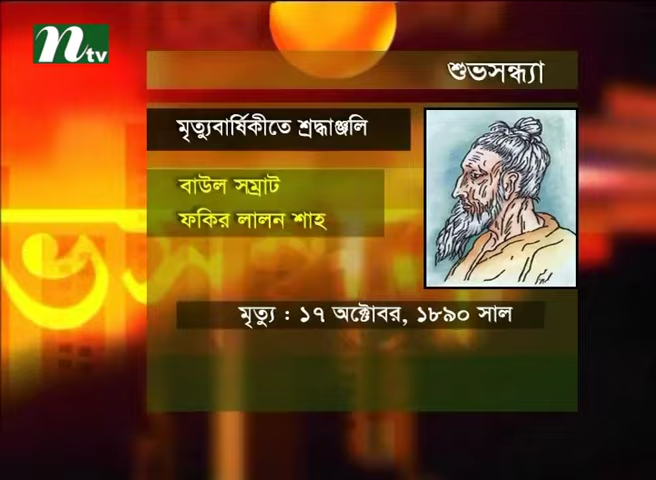 ntv
শুভসন্ধ্যা
মৃত্যুবার্ষিকীতে শ্রদ্ধাঞ্জলি
বাউল সম্রাট
ফকির লালন শাহ
মৃত্যু : ১৭ অক্টোবর, ১৮৯০ সাল